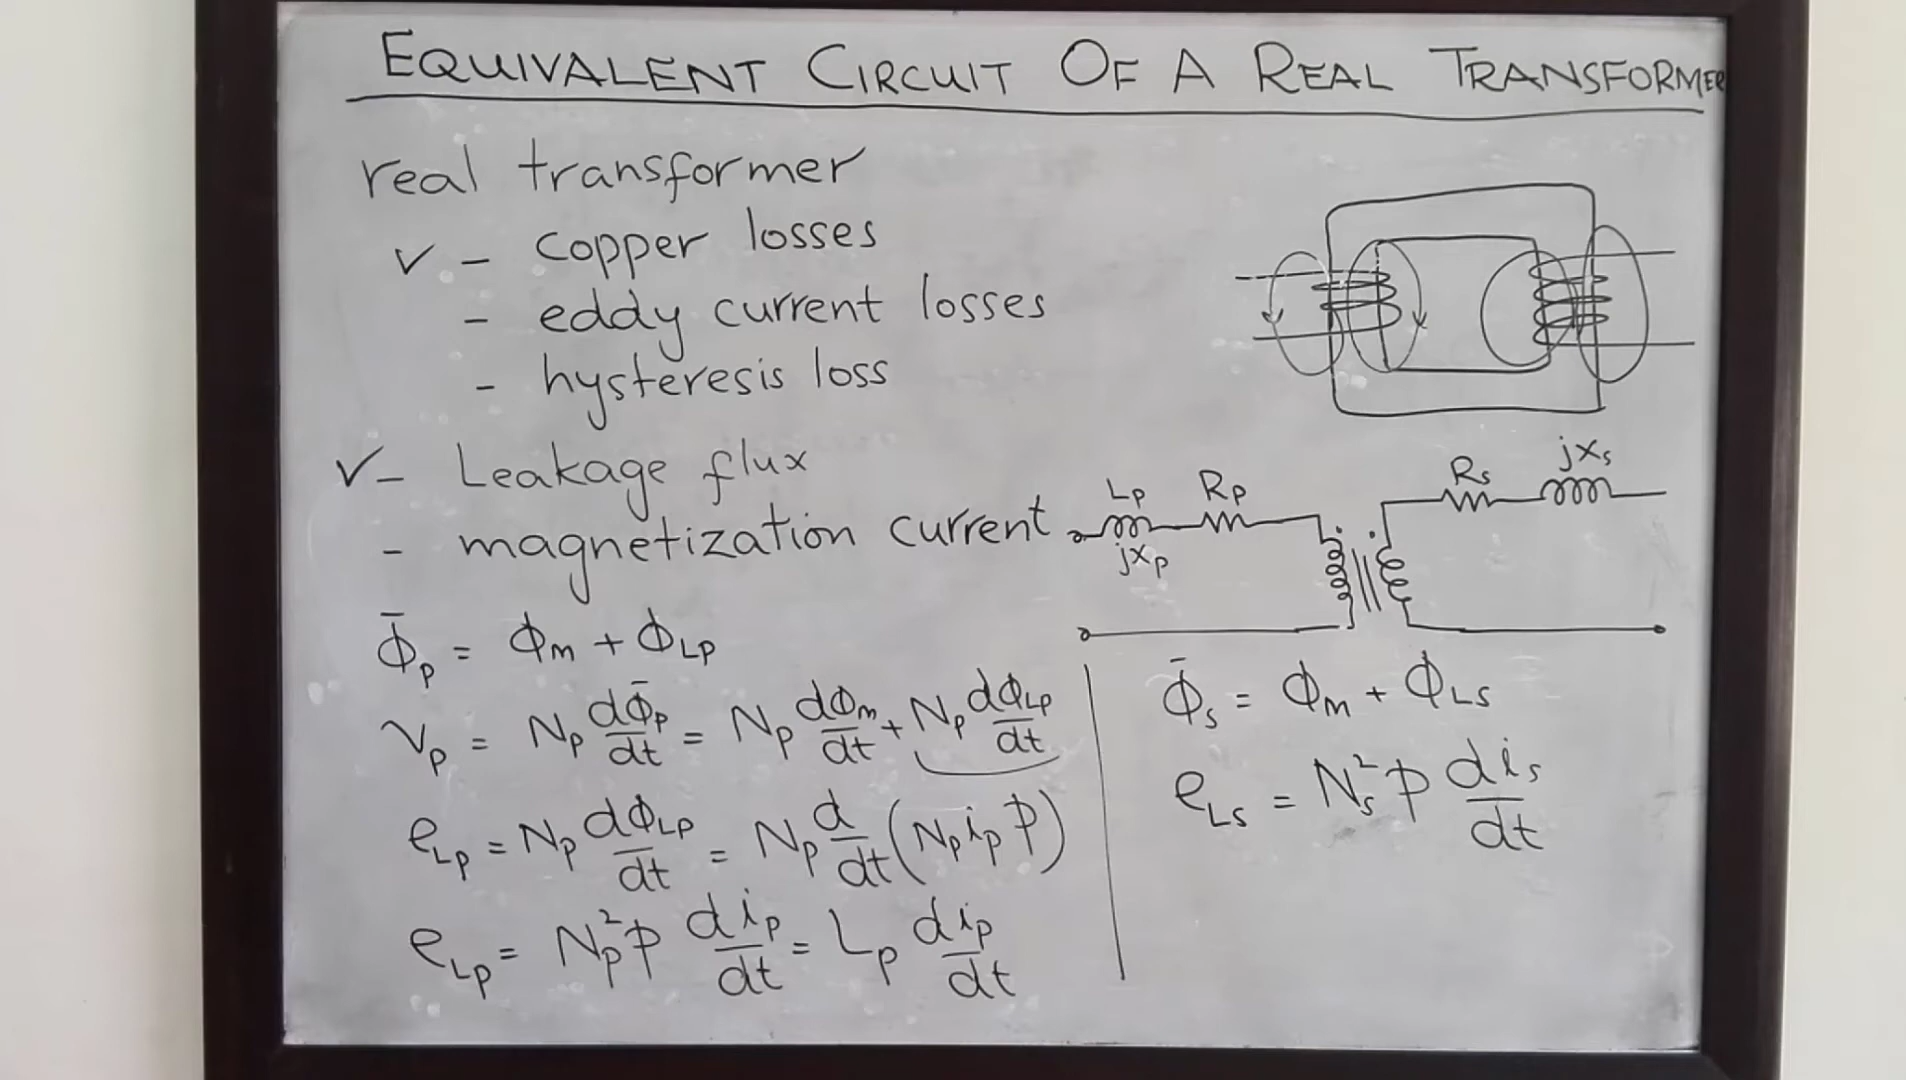 EQUIVALENT CIRCUIT OF A REAL TRANSFORMER
real transformer
✓ - copper losses
- eddy current losses
- hysteresis loss
✓ - Leakage flux
- magnetization current
Lp Rp
jxp
Rs jxs
Φ̄p = Φm + ΦLp
Vp = Np dΦ̄p/dt = Np dΦm/dt + Np dΦLp/dt
eLp = Np dΦLp/dt = Np d/dt (Np ip P)
eLp = Np² P dip/dt = Lp dip/dt
Φ̄s = Φm + ΦLs
eLs = Ns² P dis/dt